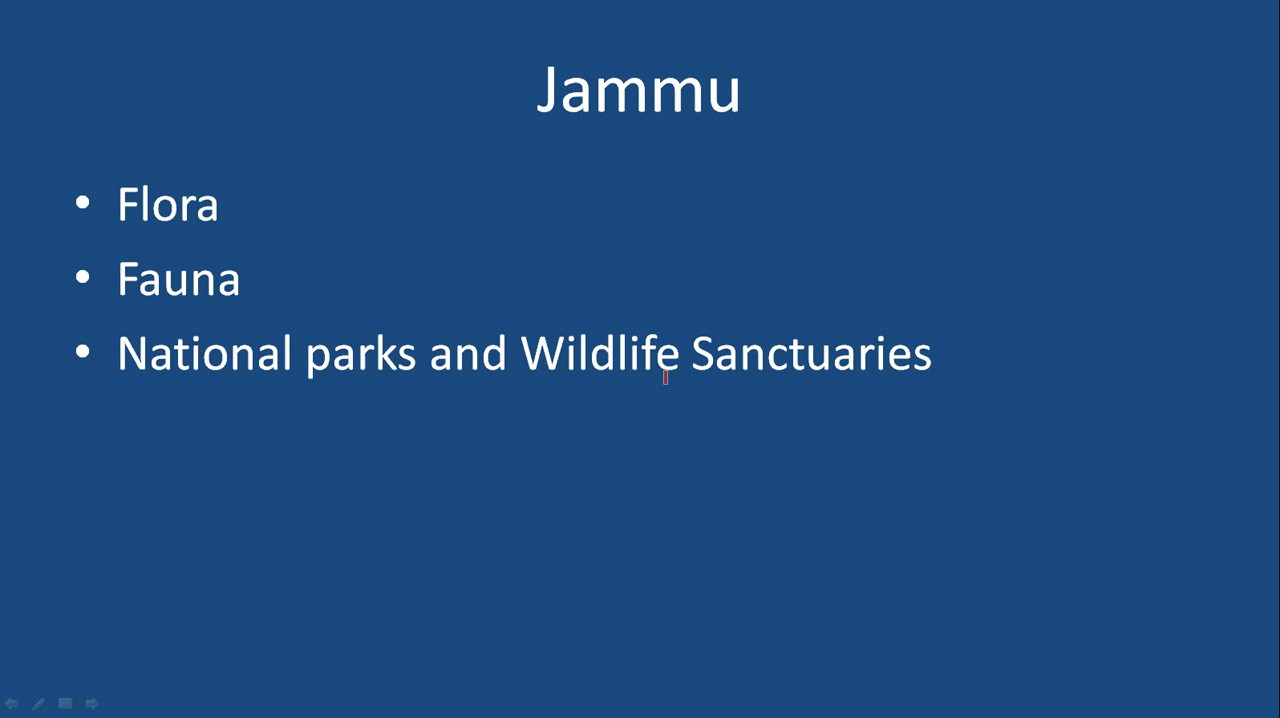 Jammu
• Flora
• Fauna
• National parks and Wildlife Sanctuaries